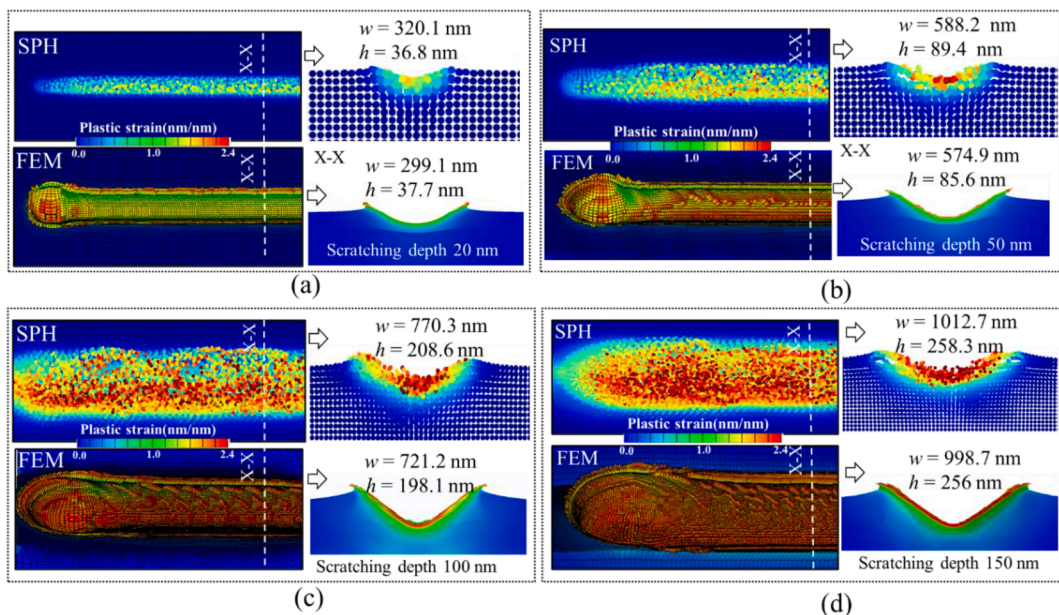 SPH
X-X
w = 320.1 nm
h = 36.8 nm
Plastic strain(nm/nm)
0.0 1.0 2.4
X-X
FEM
X-X
w = 299.1 nm
h = 37.7 nm
Scratching depth 20 nm
(a)
SPH
X-X
w = 588.2 nm
h = 89.4 nm
Plastic strain(nm/nm)
0.0 1.0 2.4
X-X
FEM
X-X
w = 574.9 nm
h = 85.6 nm
Scratching depth 50 nm
(b)
SPH
X-X
w = 770.3 nm
h = 208.6 nm
Plastic strain(nm/nm)
0.0 1.0 2.4
FEM
X-X
w = 721.2 nm
h = 198.1 nm
Scratching depth 100 nm
(c)
SPH
X-X
w = 1012.7 nm
h = 258.3 nm
Plastic strain(nm/nm)
0.0 1.0 2.4
FEM
X-X
w = 998.7 nm
h = 256 nm
Scratching depth 150 nm
(d)